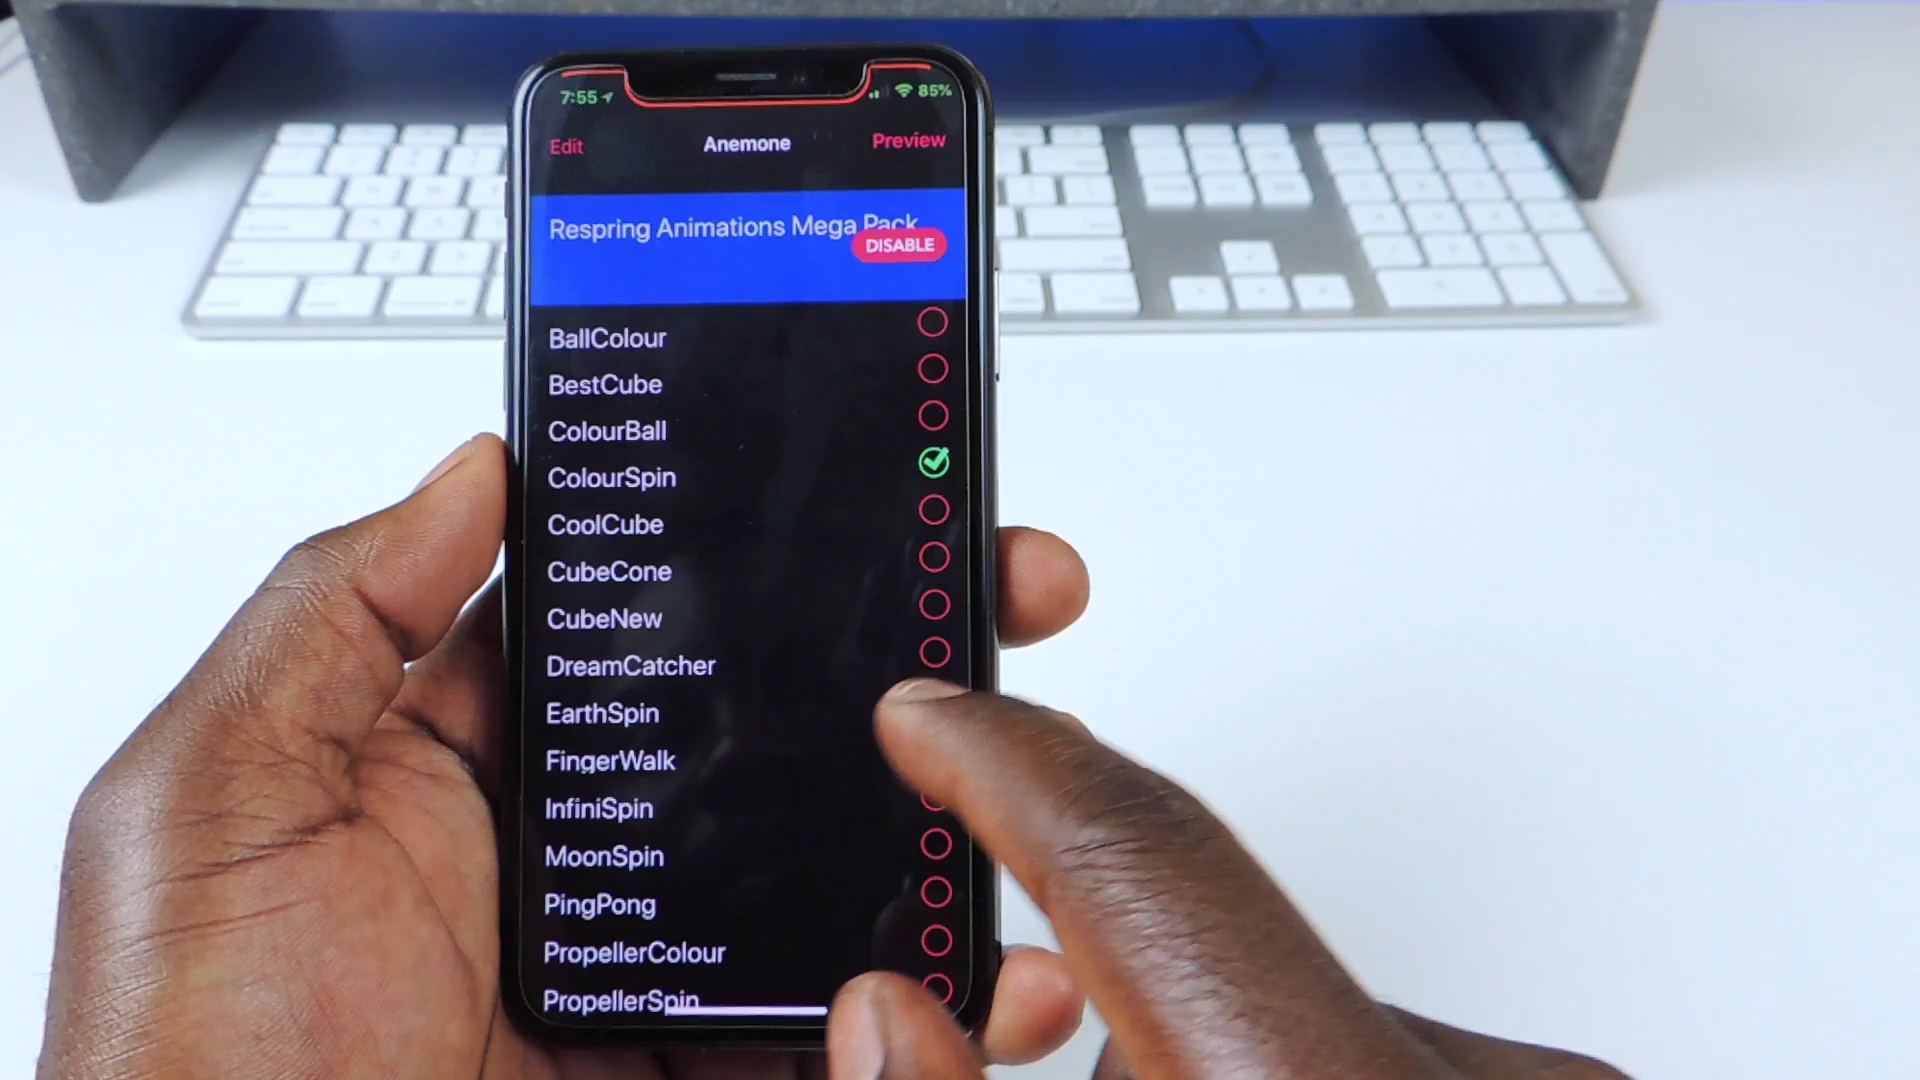 7:55
85%
Edit
Anemone
Preview
Respring Animations Mega Pack
DISABLE
BallColour
BestCube
ColourBall
ColourSpin
CoolCube
CubeCone
CubeNew
DreamCatcher
EarthSpin
FingerWalk
InfiniSpin
MoonSpin
PingPong
PropellerColour
PropellerSpin